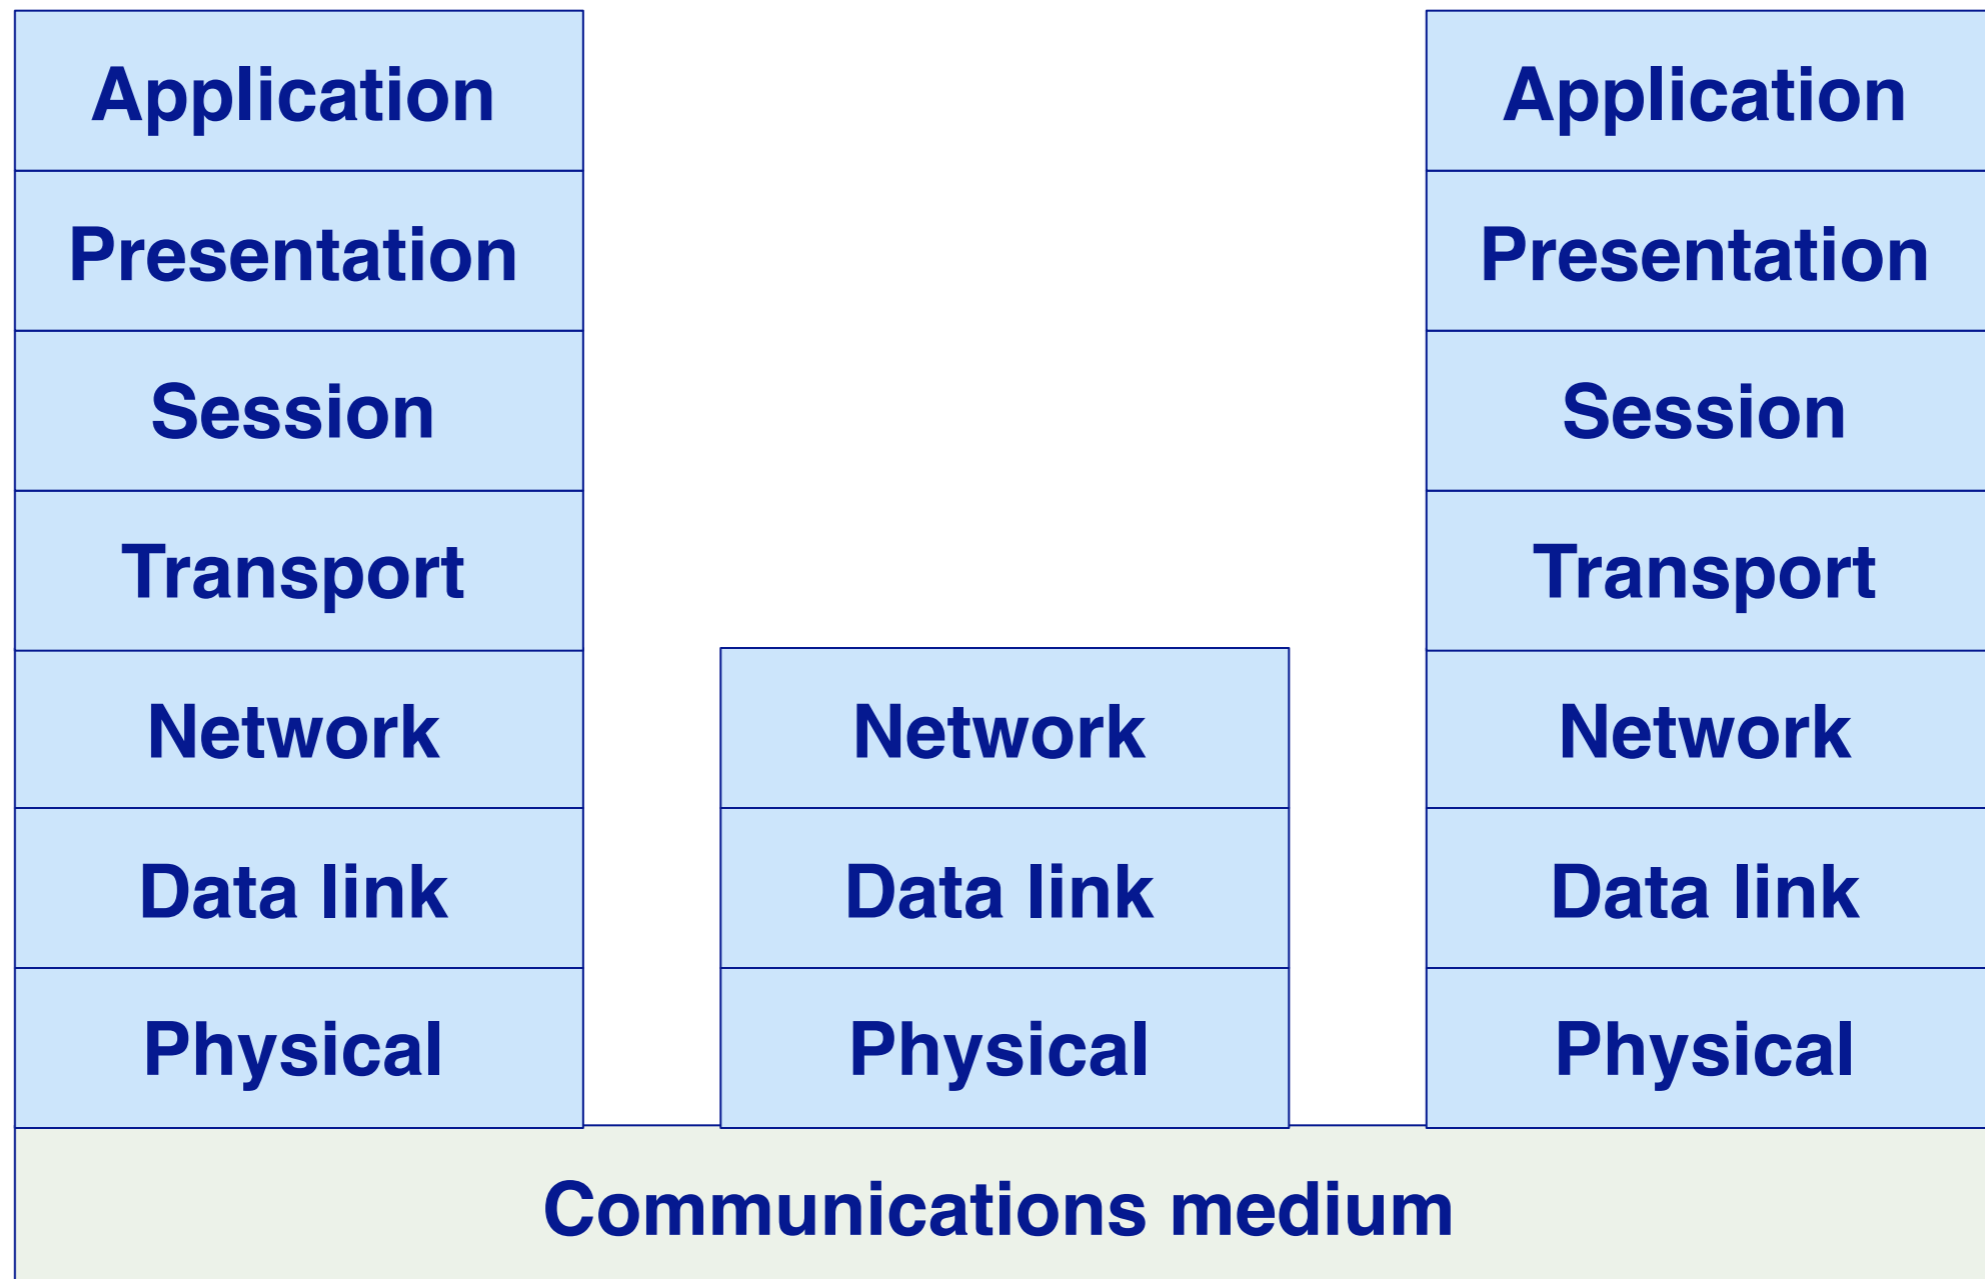 Application
Presentation
Session
Transport
Network
Data link
Physical
Network
Data link
Physical
Application
Presentation
Session
Transport
Network
Data link
Physical
Communications medium